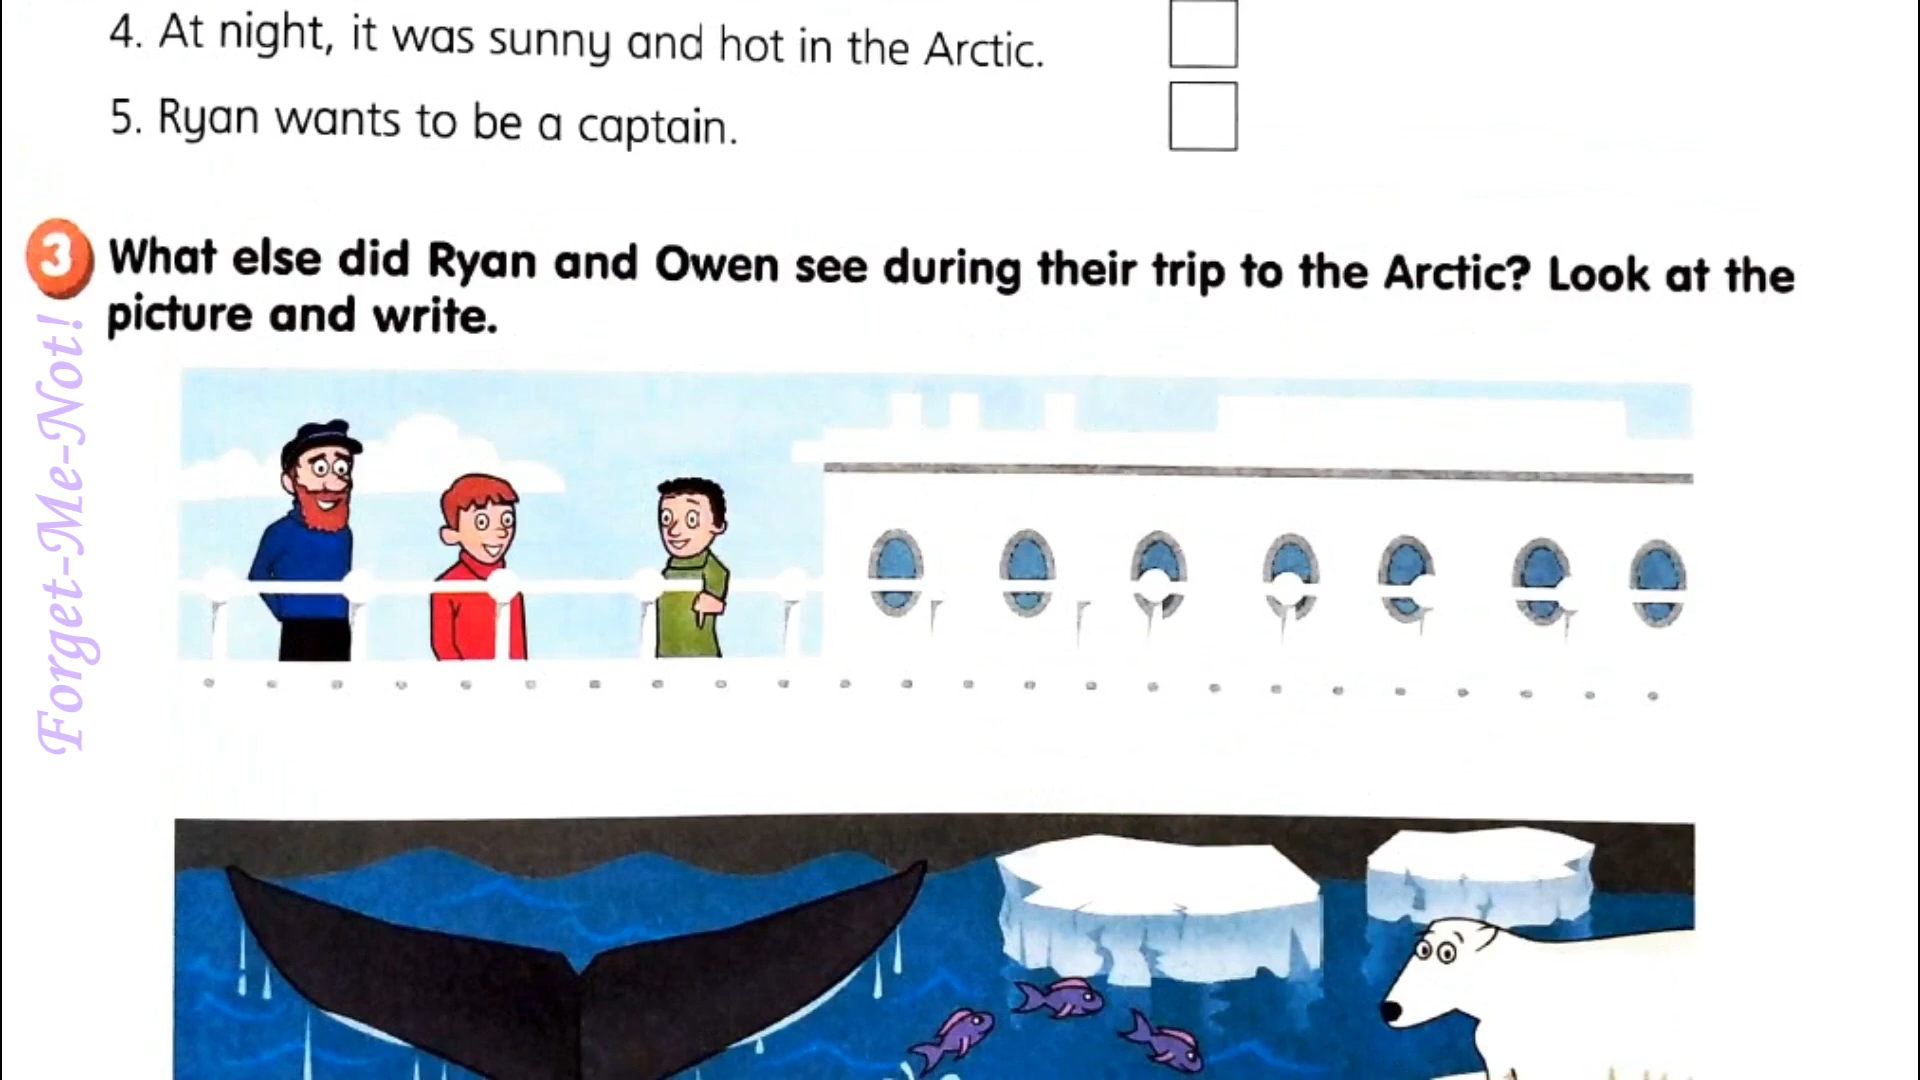 4. At night, it was sunny and hot in the Arctic.
5. Ryan wants to be a captain.
3 What else did Ryan and Owen see during their trip to the Arctic? Look at the
picture and write.
Forget-Me-Not!